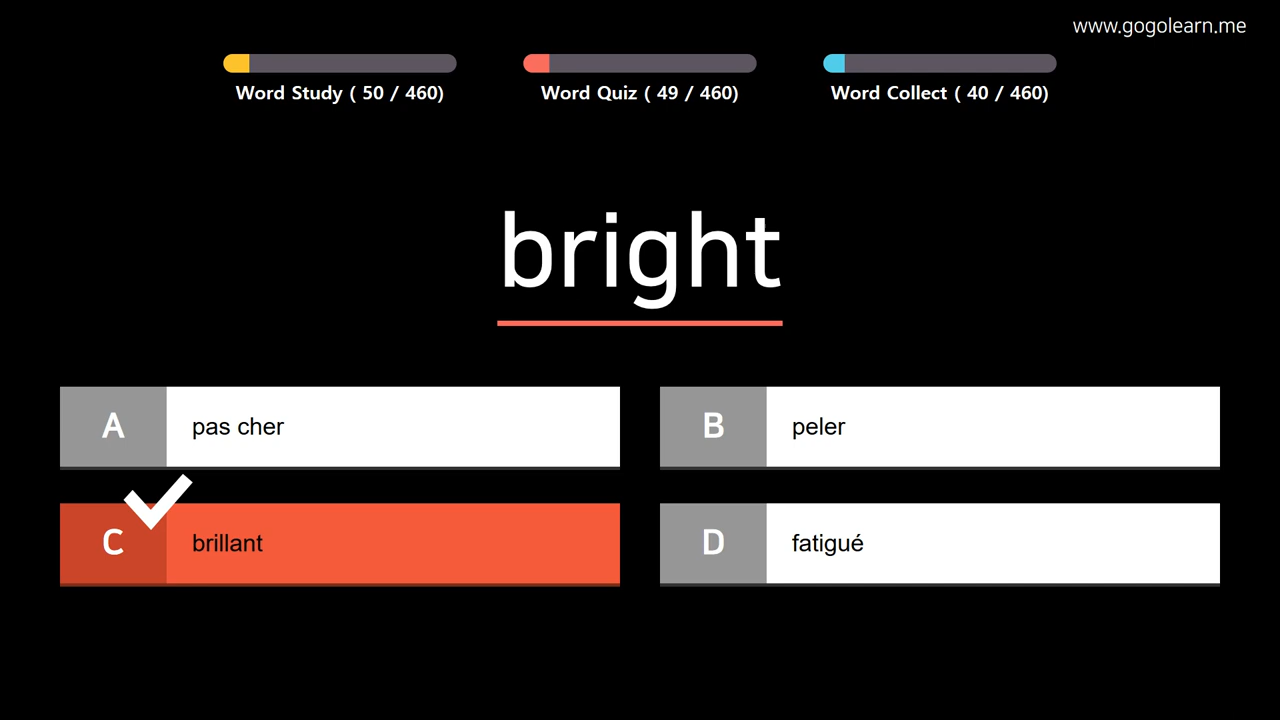 www.gogolearn.me
Word Study ( 50 / 460)
Word Quiz ( 49 / 460)
Word Collect ( 40 / 460)
bright
A
pas cher
B
peler
C
brillant
D
fatigué